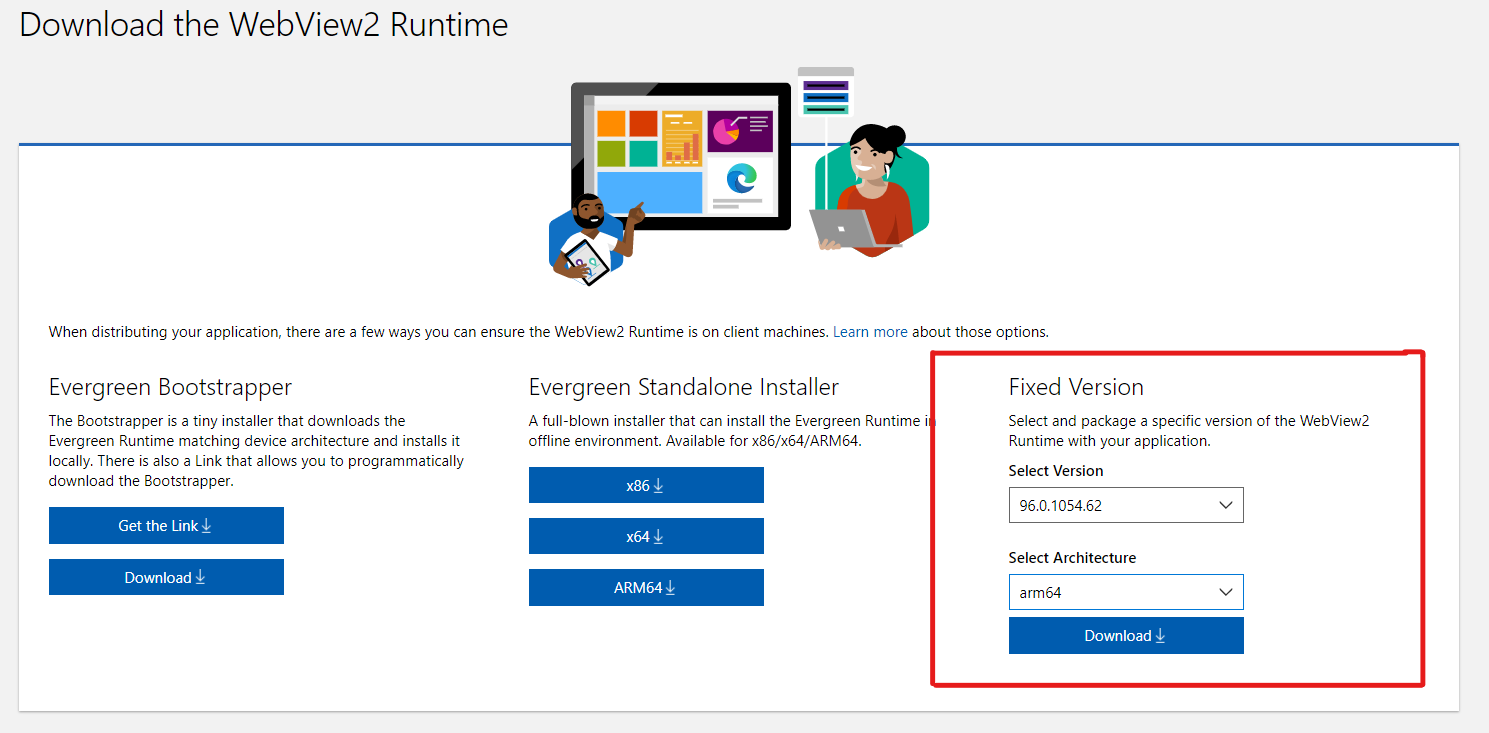 Download the WebView2 Runtime
When distributing your application, there are a few ways you can ensure the WebView2 Runtime is on client machines. Learn more about those options.
Evergreen Bootstrapper
The Bootstrapper is a tiny installer that downloads the
Evergreen Runtime matching device architecture and installs it
locally. There is also a Link that allows you to programmatically
download the Bootstrapper.
Get the Link
Download
Evergreen Standalone Installer
A full-blown installer that can install the Evergreen Runtime in
offline environment. Available for x86/x64/ARM64.
x86
x64
ARM64
Fixed Version
Select and package a specific version of the WebView2
Runtime with your application.
Select Version
96.0.1054.62
Select Architecture
arm64
Download